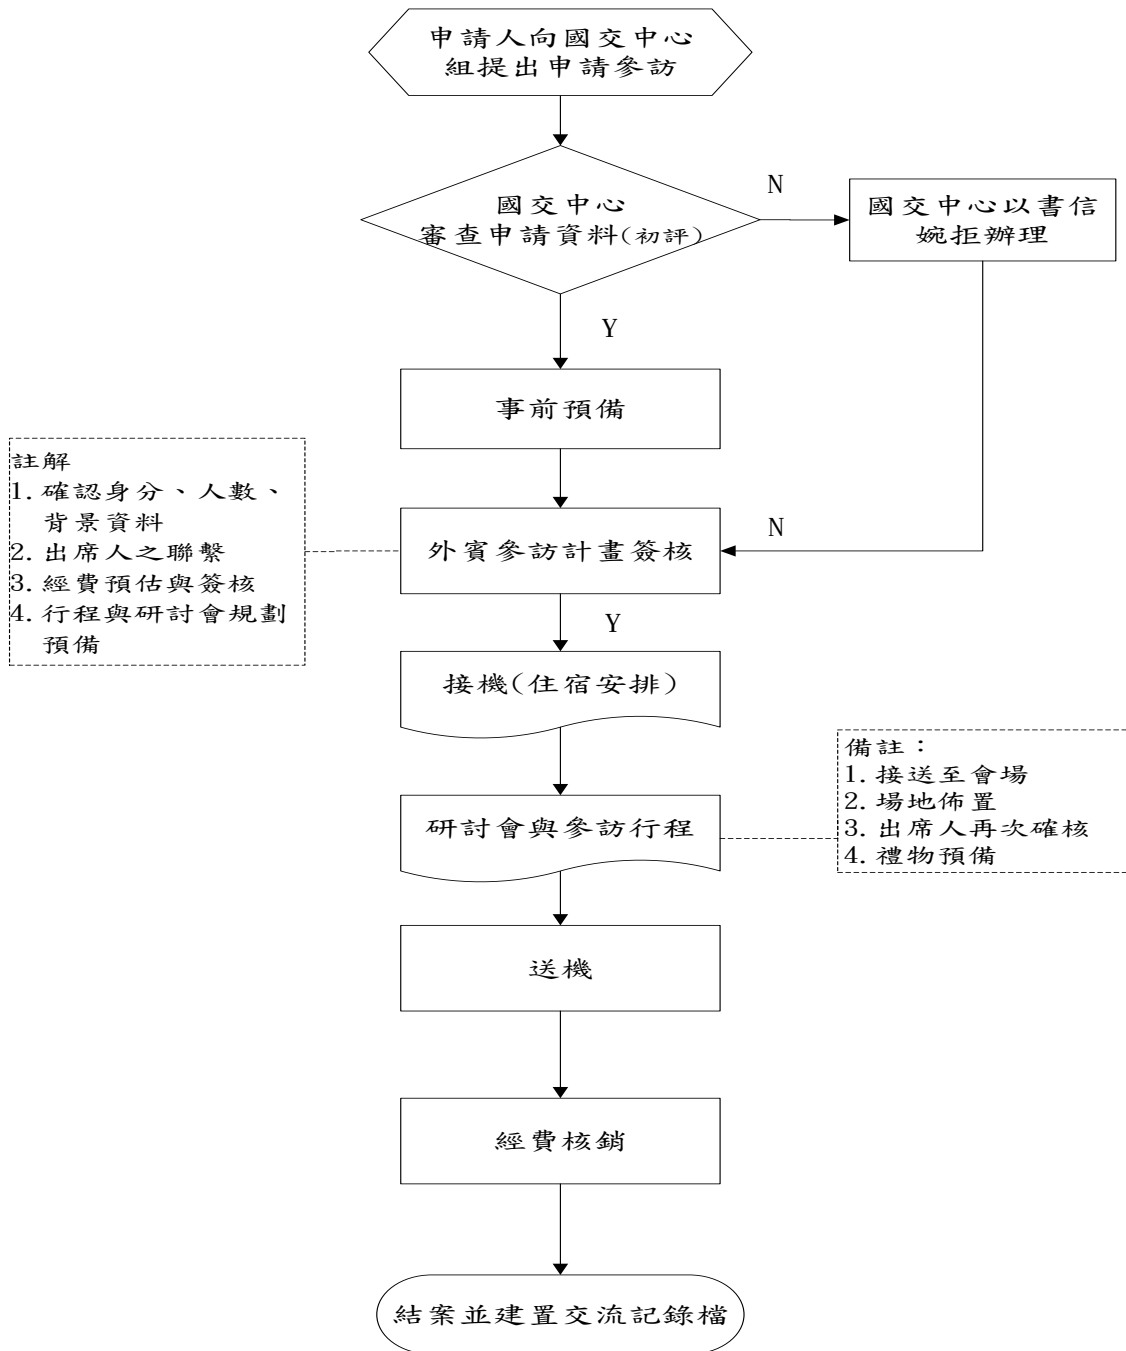 申請人向國交中心
組提出申請參訪
國交中心
審查申請資料(初評)
N
國交中心以書信
婉拒辦理
Y
事前預備
註解
1. 確認身分、人數、
背景資料
2. 出席人之聯繫
3. 經費預估與簽核
4. 行程與研討會規劃
預備
外賓參訪計畫簽核
N
Y
接機(住宿安排)
研討會與參訪行程
備註：
1. 接送至會場
2. 場地佈置
3. 出席人再次確核
4. 禮物預備
送機
經費核銷
結案並建置交流記錄檔